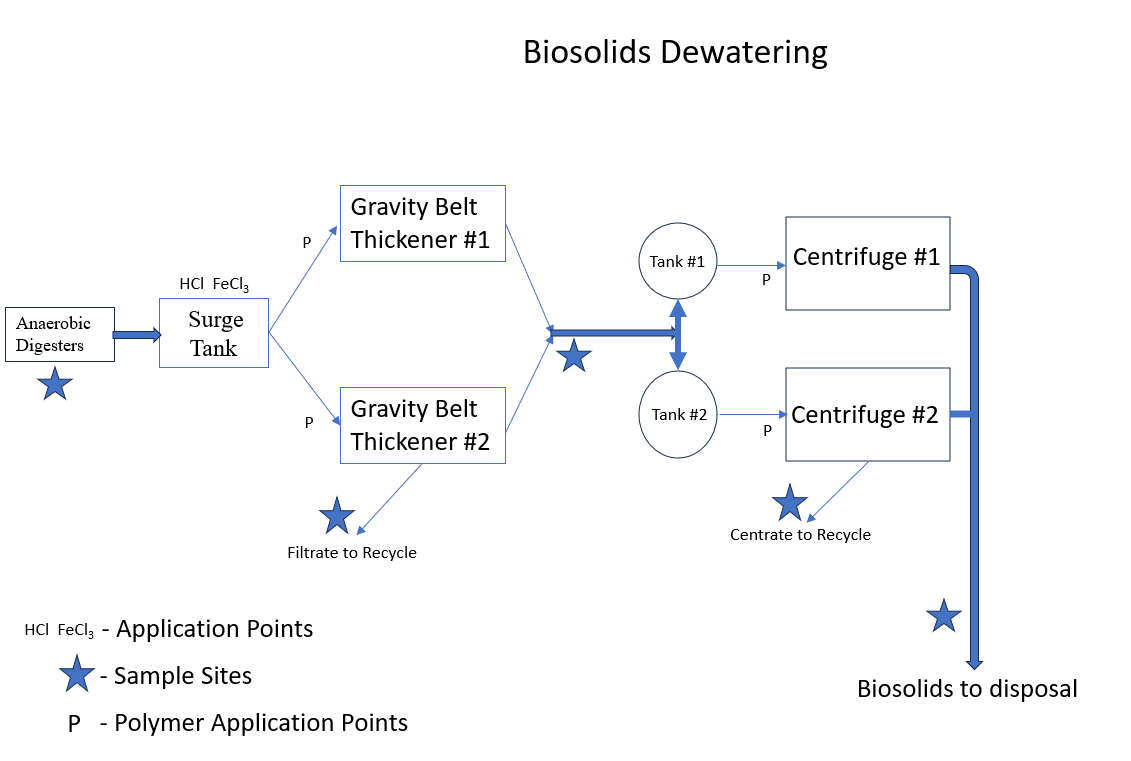 Biosolids Dewatering
Gravity Belt
Thickener #1
P
HCl FeCl₃
Anaerobic
Digesters
Surge
Tank
Tank #1
Centrifuge #1
P
Gravity Belt
Thickener #2
P
Tank #2
Centrifuge #2
P
Filtrate to Recycle
Centrate to Recycle
HCl FeCl₃ - Application Points
- Sample Sites
P - Polymer Application Points
Biosolids to disposal